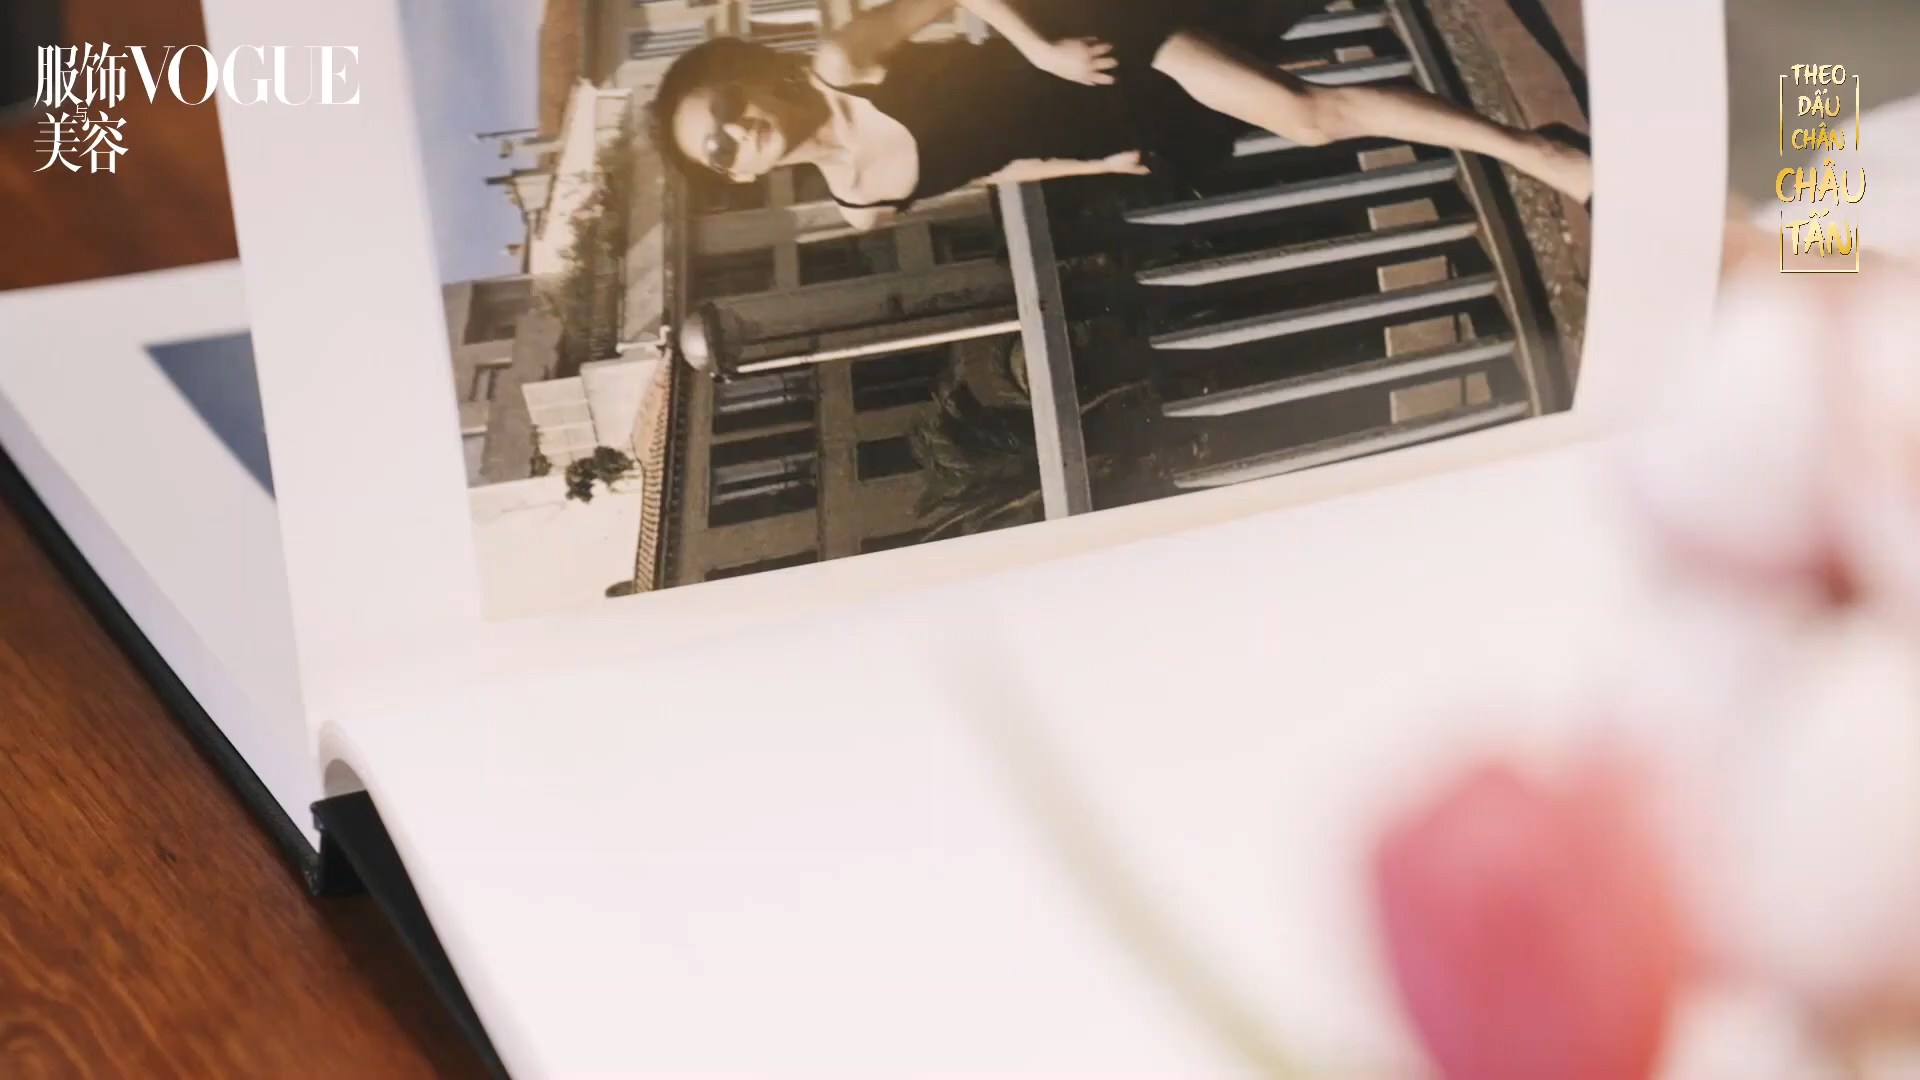 服饰与VOGUE
美容
THEO
DẤU
CHÂN
CHÂU
TẤN